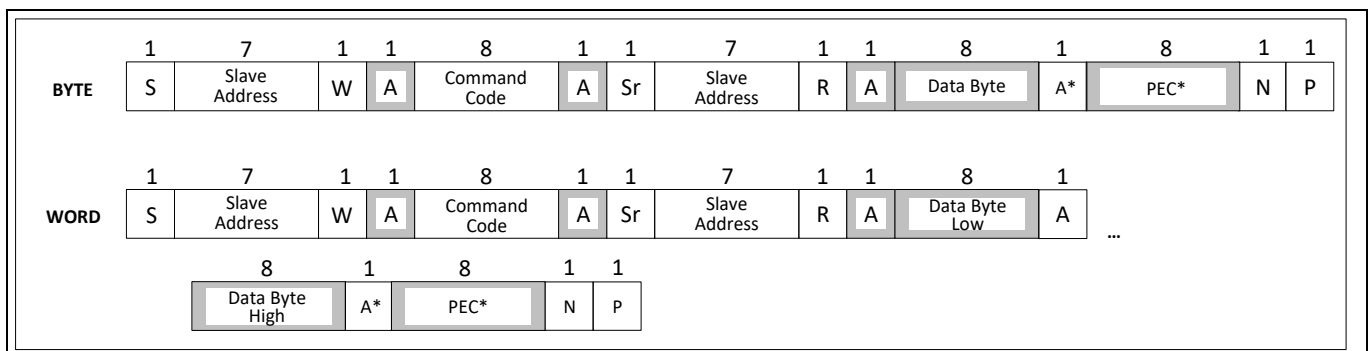 1 7 1 1 8 1 1 7 1 1 8 1 8 1 1
BYTE S Slave Address W A Command Code A Sr Slave Address R A Data Byte A* PEC* N P
1 7 1 1 8 1 1 7 1 1 8 1
WORD S Slave Address W A Command Code A Sr Slave Address R A Data Byte Low A ...
8 1 8 1 1
Data Byte High A* PEC* N P